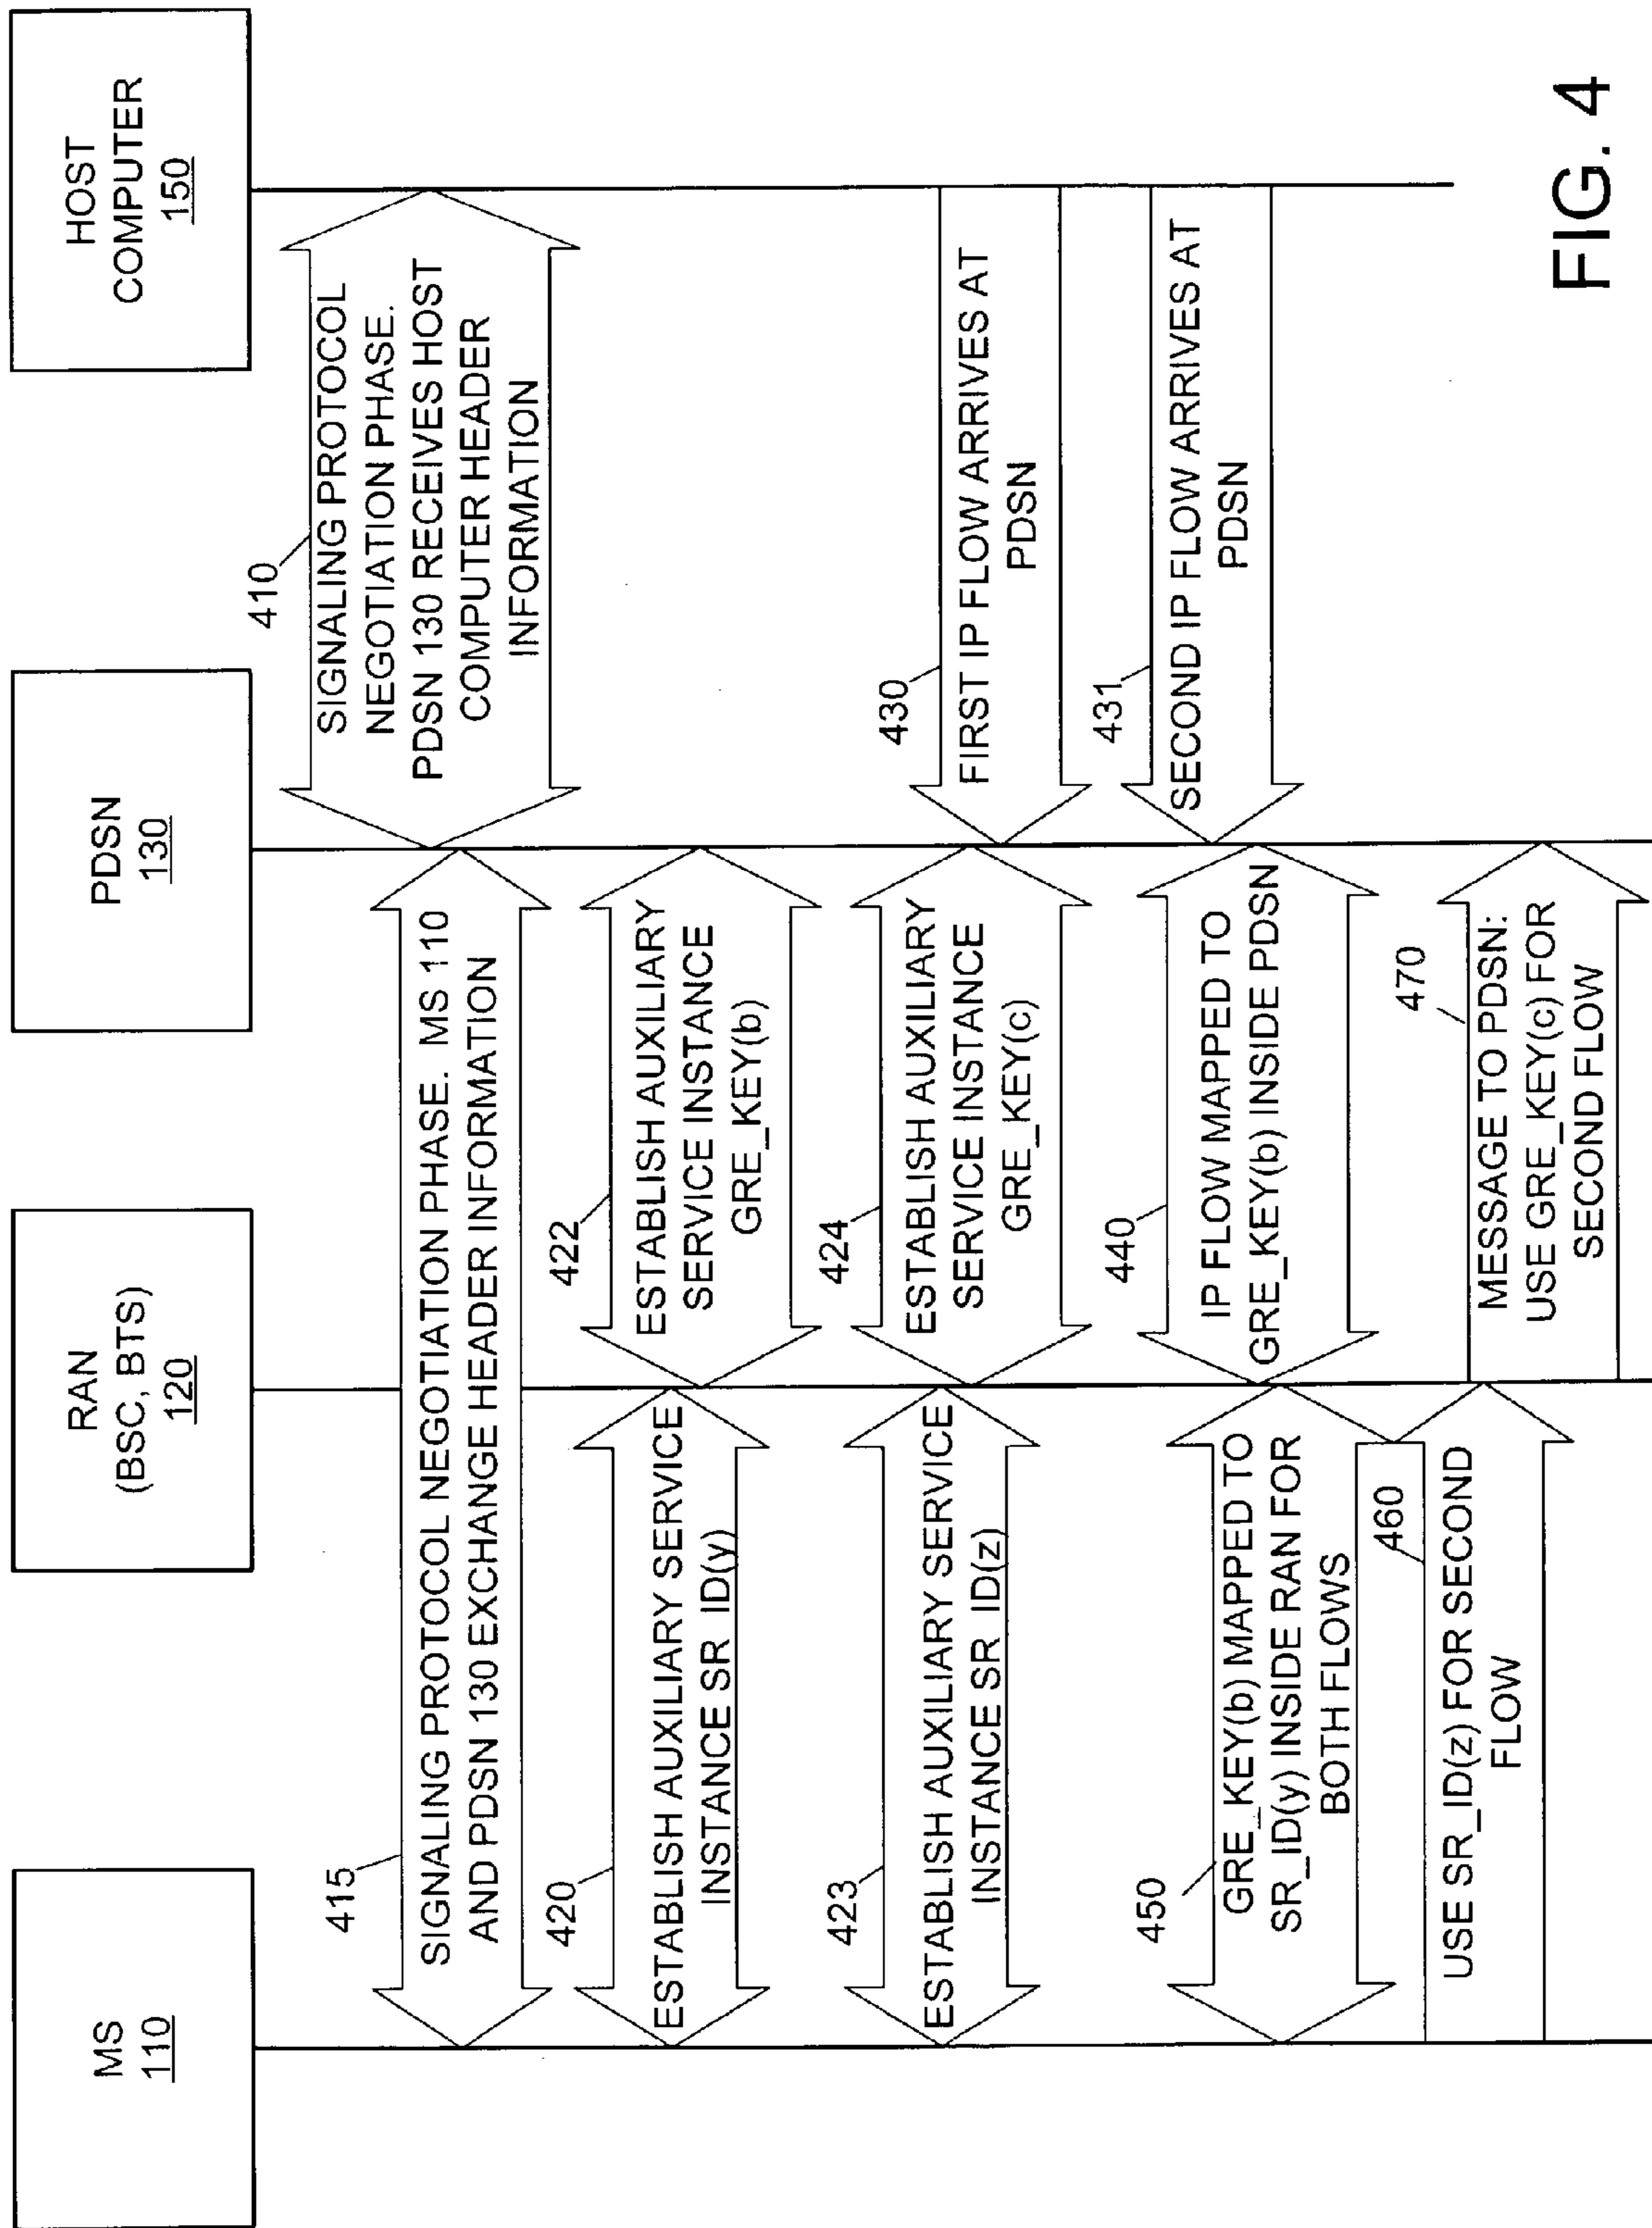 MS
110
RAN
(BSC, BTS)
120
PDSN
130
HOST
COMPUTER
150
410
SIGNALING PROTOCOL
NEGOTIATION PHASE.
PDSN 130 RECEIVES HOST
COMPUTER HEADER
INFORMATION
415
SIGNALING PROTOCOL NEGOTIATION PHASE. MS 110
AND PDSN 130 EXCHANGE HEADER INFORMATION
420
ESTABLISH AUXILIARY SERVICE
INSTANCE SR_ID(y)
422
ESTABLISH AUXILIARY
SERVICE INSTANCE
GRE_KEY(b)
423
ESTABLISH AUXILIARY SERVICE
INSTANCE SR_ID(z)
424
ESTABLISH AUXILIARY
SERVICE INSTANCE
GRE_KEY(c)
430
FIRST IP FLOW ARRIVES AT
PDSN
431
SECOND IP FLOW ARRIVES AT
PDSN
440
IP FLOW MAPPED TO
GRE_KEY(b) INSIDE PDSN
450
GRE_KEY(b) MAPPED TO
SR_ID(y) INSIDE RAN FOR
BOTH FLOWS
460
USE SR_ID(z) FOR SECOND
FLOW
470
MESSAGE TO PDSN:
USE GRE_KEY(c) FOR
SECOND FLOW
FIG. 4